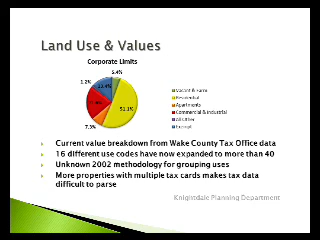 Land Use & Values
Corporate Limits
5.4%
1.2%
13.4%
51.1%
7.3%
Vacant & Farm
Residential
Apartments
Commercial & Industrial
All Other
Exempt
Current value breakdown from Wake County Tax Office data
16 different use codes have now expanded to more than 40
Unknown 2002 methodology for grouping uses
More properties with multiple tax cards makes tax data
difficult to parse
Knightdale Planning Department